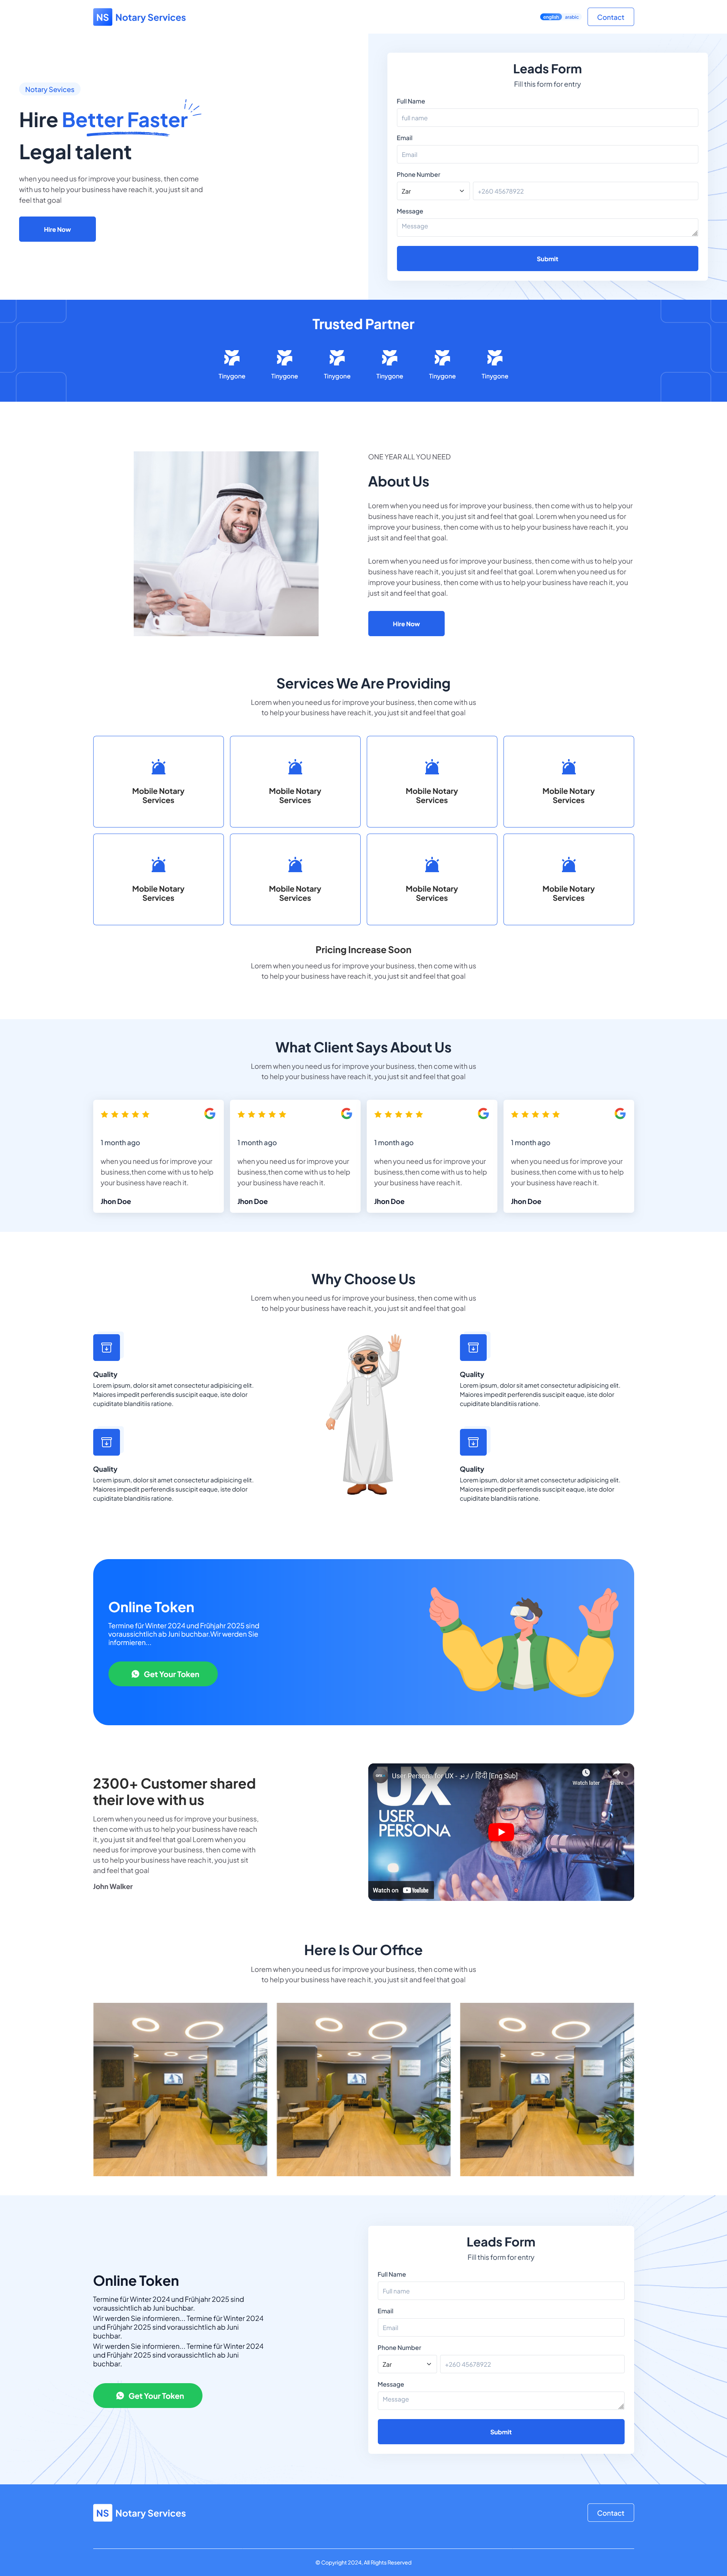 NS Notary Services
english arabic
Contact
Notary Sevices
Hire Better Faster
Legal talent
when you need us for improve your business, then come
with us to help your business have reach it, you just sit and
feel that goal
Hire Now
Leads Form
Fill this form for entry
Full Name
full name
Email
Email
Phone Number
Zar
+260 45678922
Message
Message
Submit
Trusted Partner
Tinygone
Tinygone
Tinygone
Tinygone
Tinygone
Tinygone
ONE YEAR ALL YOU NEED
About Us
Lorem when you need us for improve your business, then come with us to help your
business have reach it, you just sit and feel that goal. Lorem when you need us for
improve your business, then come with us to help your business have reach it, you
just sit and feel that goal.
Lorem when you need us for improve your business, then come with us to help your
business have reach it, you just sit and feel that goal. Lorem when you need us for
improve your business, then come with us to help your business have reach it, you
just sit and feel that goal.
Hire Now
Services We Are Providing
Lorem when you need us for improve your business, then come with us
to help your business have reach it, you just sit and feel that goal
Mobile Notary
Services
Mobile Notary
Services
Mobile Notary
Services
Mobile Notary
Services
Mobile Notary
Services
Mobile Notary
Services
Mobile Notary
Services
Mobile Notary
Services
Pricing Increase Soon
Lorem when you need us for improve your business, then come with us
to help your business have reach it, you just sit and feel that goal
What Client Says About Us
Lorem when you need us for improve your business, then come with us
to help your business have reach it, you just sit and feel that goal
1 month ago
when you need us for improve your
business,then come with us to help
your business have reach it.
Jhon Doe
1 month ago
when you need us for improve your
business,then come with us to help
your business have reach it.
Jhon Doe
1 month ago
when you need us for improve your
business,then come with us to help
your business have reach it.
Jhon Doe
1 month ago
when you need us for improve your
business,then come with us to help
your business have reach it.
Jhon Doe
Why Choose Us
Lorem when you need us for improve your business, then come with us
to help your business have reach it, you just sit and feel that goal
Quality
Lorem ipsum, dolor sit amet consectetur adipisicing elit.
Maiores impedit perferendis suscipit eaque, iste dolor
cupiditate blanditiis ratione.
Quality
Lorem ipsum, dolor sit amet consectetur adipisicing elit.
Maiores impedit perferendis suscipit eaque, iste dolor
cupiditate blanditiis ratione.
Quality
Lorem ipsum, dolor sit amet consectetur adipisicing elit.
Maiores impedit perferendis suscipit eaque, iste dolor
cupiditate blanditiis ratione.
Quality
Lorem ipsum, dolor sit amet consectetur adipisicing elit.
Maiores impedit perferendis suscipit eaque, iste dolor
cupiditate blanditiis ratione.
Online Token
Termine für Winter 2024 und Frühjahr 2025 sind
voraussichtlich ab Juni buchbar.Wir werden Sie
informieren...
Get Your Token
2300+ Customer shared
their love with us
Lorem when you need us for improve your business,
then come with us to help your business have reach
it, you just sit and feel that goal Lorem when you
need us for improve your business, then come with
us to help your business have reach it, you just sit
and feel that goal
John Walker
User Persona for UX - اردو / हिंदी [Eng Sub]
Watch later
Share
UX
USER
PERSONA
Watch on YouTube
Here Is Our Office
Lorem when you need us for improve your business, then come with us
to help your business have reach it, you just sit and feel that goal
Online Token
Termine für Winter 2024 und Frühjahr 2025 sind
voraussichtlich ab Juni buchbar.
Wir werden Sie informieren... Termine für Winter 2024
und Frühjahr 2025 sind voraussichtlich ab Juni
buchbar.
Wir werden Sie informieren... Termine für Winter 2024
und Frühjahr 2025 sind voraussichtlich ab Juni
buchbar.
Get Your Token
Leads Form
Fill this form for entry
Full Name
Full name
Email
Email
Phone Number
Zar
+260 45678922
Message
Message
Submit
NS Notary Services
Contact
© Copyright 2024, All Rights Reserved